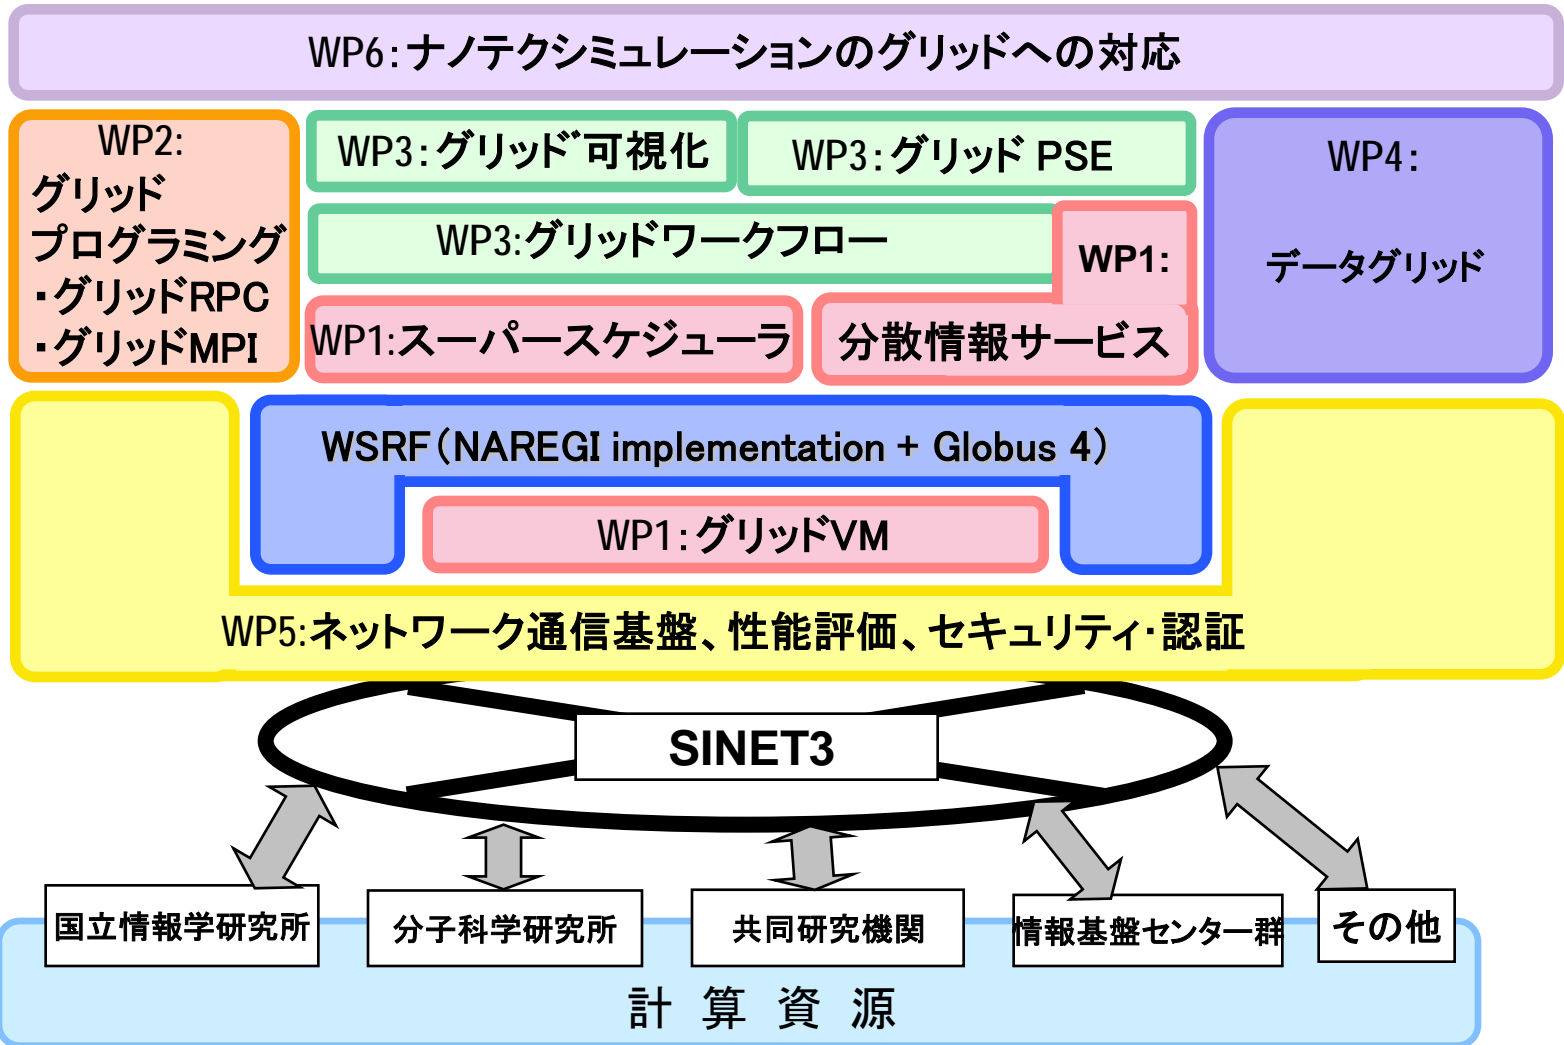 WP6:ナノテクシミュレーションのグリッドへの対応
WP2:
グリッド
プログラミング
・グリッドRPC
・グリッドMPI
WP3:グリッド゛可視化
WP3:グリッド PSE
WP3:グリッドワークフロー
WP1:
分散情報サービス
WP1:スーパースケジューラ
WP4:
データグリッド
WSRF(NAREGI implementation + Globus 4)
WP1:グリッドVM
WP5:ネットワーク通信基盤、性能評価、セキュリティ・認証
SINET3
国立情報学研究所
分子科学研究所
共同研究機関
情報基盤センター群
その他
計 算 資 源